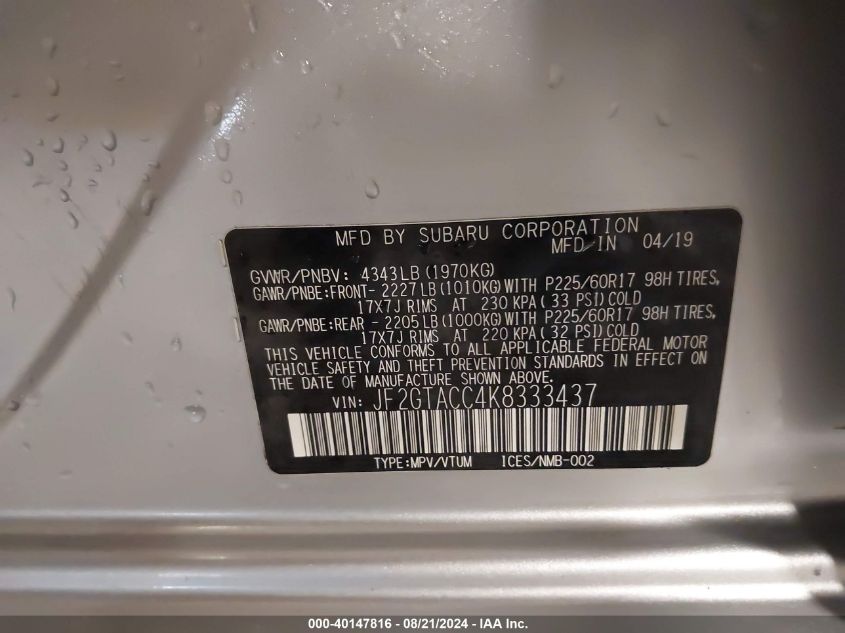 MFD BY SUBARU CORPORATION
MFD IN 04/19
GVWR/PNBV: 4343LB(1970KG)
GAWR/PNBE:FRONT-2227LB(1010KG)WITH P225/60R17 98H TIRES,
17X7J RIMS AT 230 KPA(33 PSI)COLD
GAWR/PNBE:REAR -2205LB(1000KG)WITH P225/60R17 98H TIRES,
17X7J RIMS AT 220 KPA(32 PSI)COLD
THIS VEHICLE CONFORMS TO ALL APPLICABLE FEDERAL MOTOR
VEHICLE SAFETY AND THEFT PREVENTION STANDARDS IN EFFECT ON
THE DATE OF MANUFACTURE SHOWN ABOVE.
VIN: JF2GTACC4K8333437
TYPE:MPV/VTUM ICES/NMB-002
000-40147816 - 08/21/2024 - IAA Inc.